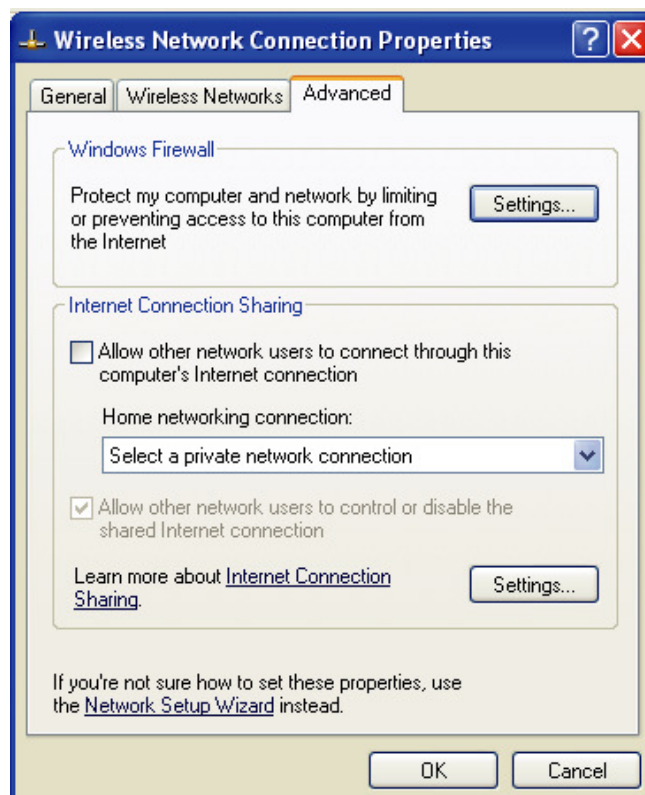 Wireless Network Connection Properties
General Wireless Networks Advanced
Windows Firewall
Protect my computer and network by limiting
or preventing access to this computer from
the Internet
Settings...
Internet Connection Sharing
Allow other network users to connect through this
computer's Internet connection
Home networking connection:
Select a private network connection
Allow other network users to control or disable the
shared Internet connection
Learn more about Internet Connection
Sharing.
Settings...
If you're not sure how to set these properties, use
the Network Setup Wizard instead.
OK Cancel